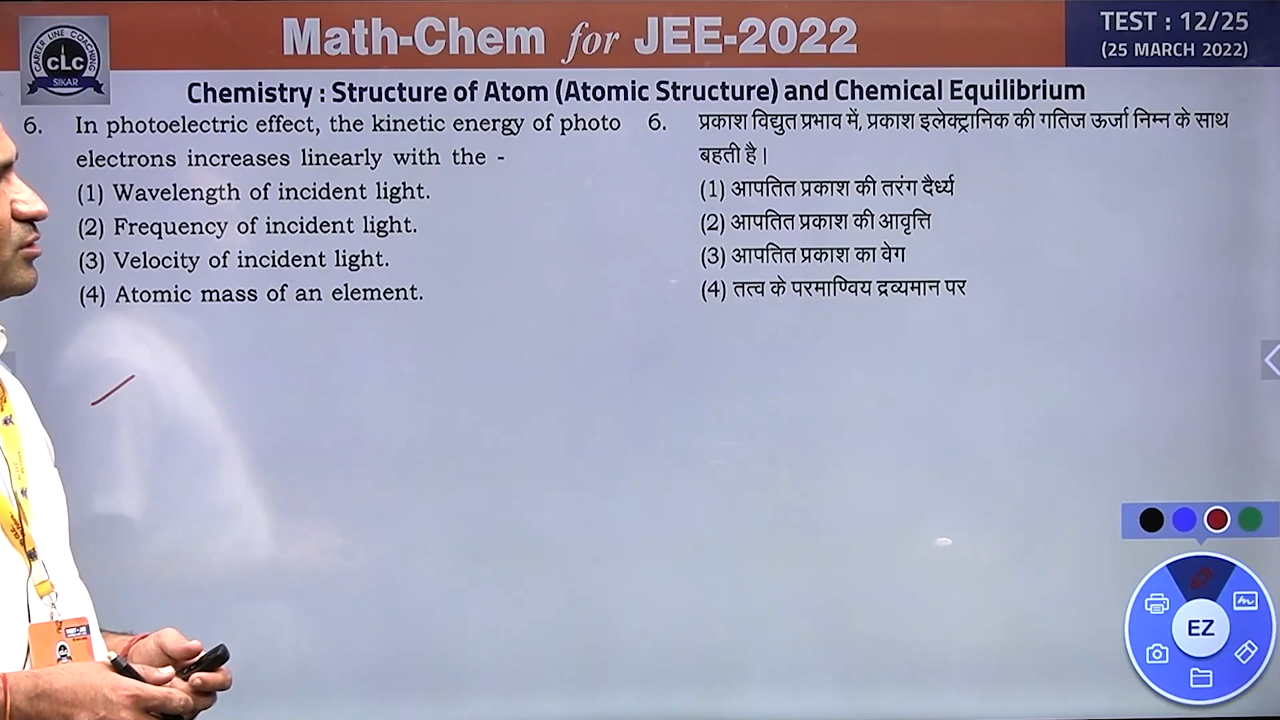 Math-Chem for JEE-2022
TEST : 12/25
(25 MARCH 2022)
CAREER LINE COACHING
cLc
SIKAR
Chemistry : Structure of Atom (Atomic Structure) and Chemical Equilibrium
6. In photoelectric effect, the kinetic energy of photo
electrons increases linearly with the -
(1) Wavelength of incident light.
(2) Frequency of incident light.
(3) Velocity of incident light.
(4) Atomic mass of an element.
6. प्रकाश विद्युत प्रभाव में, प्रकाश इलेक्ट्रानिक की गतिज ऊर्जा निम्न के साथ
बहती है।
(1) आपतित प्रकाश की तरंग दैर्ध्य
(2) आपतित प्रकाश की आवृत्ति
(3) आपतित प्रकाश का वेग
(4) तत्व के परमाण्विय द्रव्यमान पर
EZ